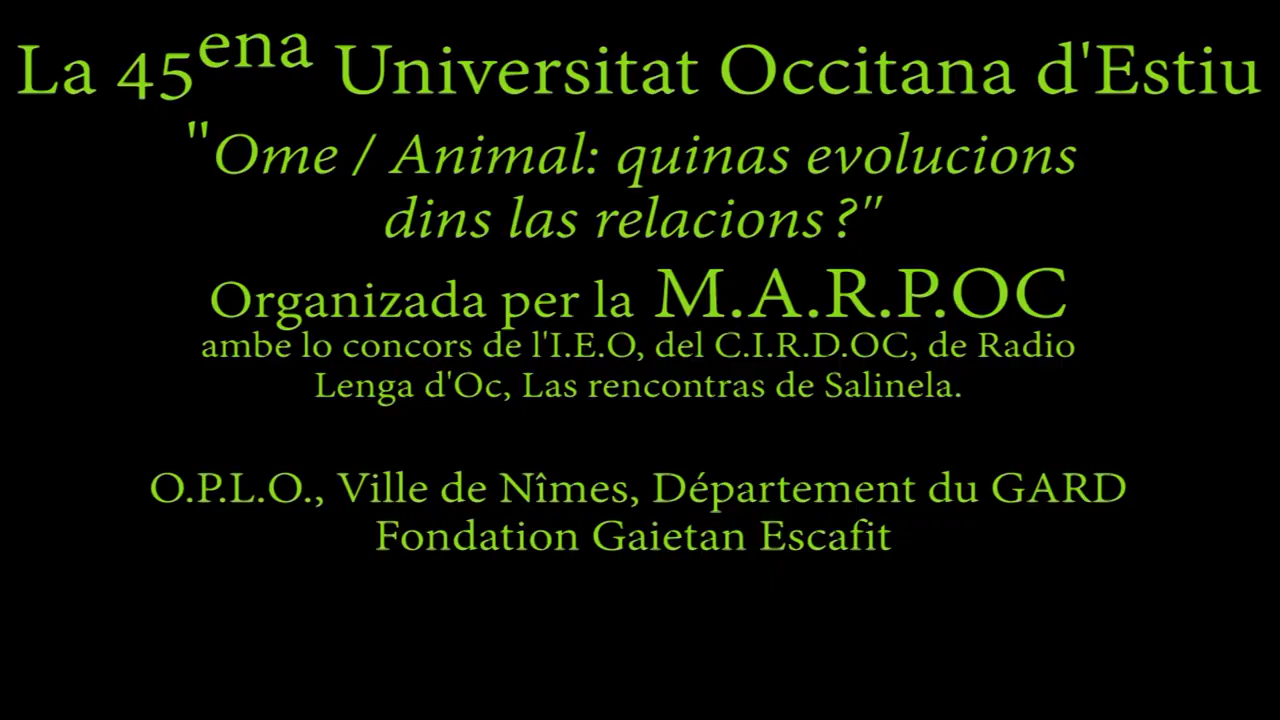 La 45ena Universitat Occitana d'Estiu
"Ome / Animal: quinas evolucions
dins las relacions ?"
Organizada per la M.A.R.P.OC
ambe lo concors de l'I.E.O, del C.I.R.D.OC, de Radio
Lenga d'Oc, Las rencontras de Salinela.
O.P.L.O., Ville de Nîmes, Département du GARD
Fondation Gaietan Escafit